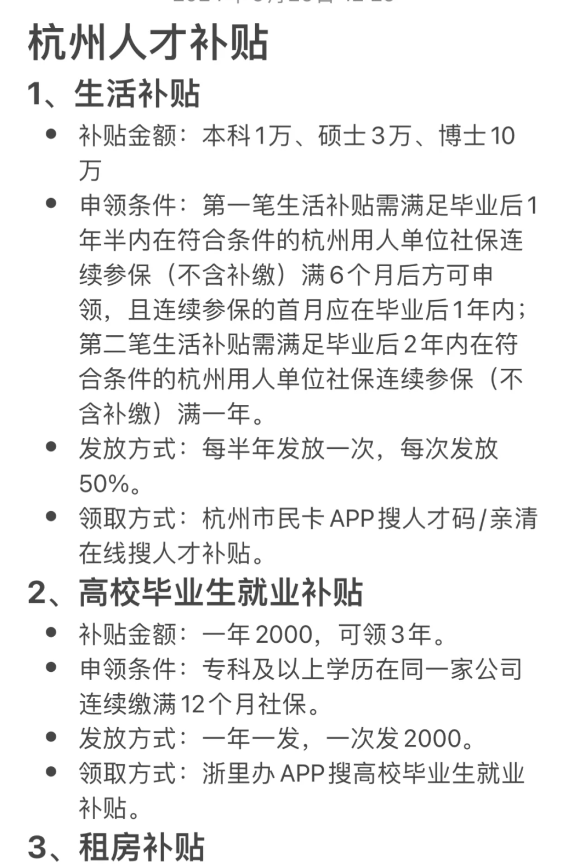 杭州人才补贴
1、生活补贴
• 补贴金额：本科1万、硕士3万、博士10
万
• 申领条件：第一笔生活补贴需满足毕业后1
年半内在符合条件的杭州用人单位社保连
续参保（不含补缴）满6个月后方可申
领，且连续参保的首月应在毕业后1年内；
第二笔生活补贴需满足毕业后2年内在符
合条件的杭州用人单位社保连续参保（不
含补缴）满一年。
• 发放方式：每半年发放一次，每次发放
50%。
• 领取方式：杭州市民卡APP搜人才码/亲清
在线搜人才补贴。
2、高校毕业生就业补贴
• 补贴金额：一年2000，可领3年。
• 申领条件：专科及以上学历在同一家公司
连续缴满12个月社保。
• 发放方式：一年一发，一次发2000。
• 领取方式：浙里办APP搜高校毕业生就业
补贴。
3、租房补贴